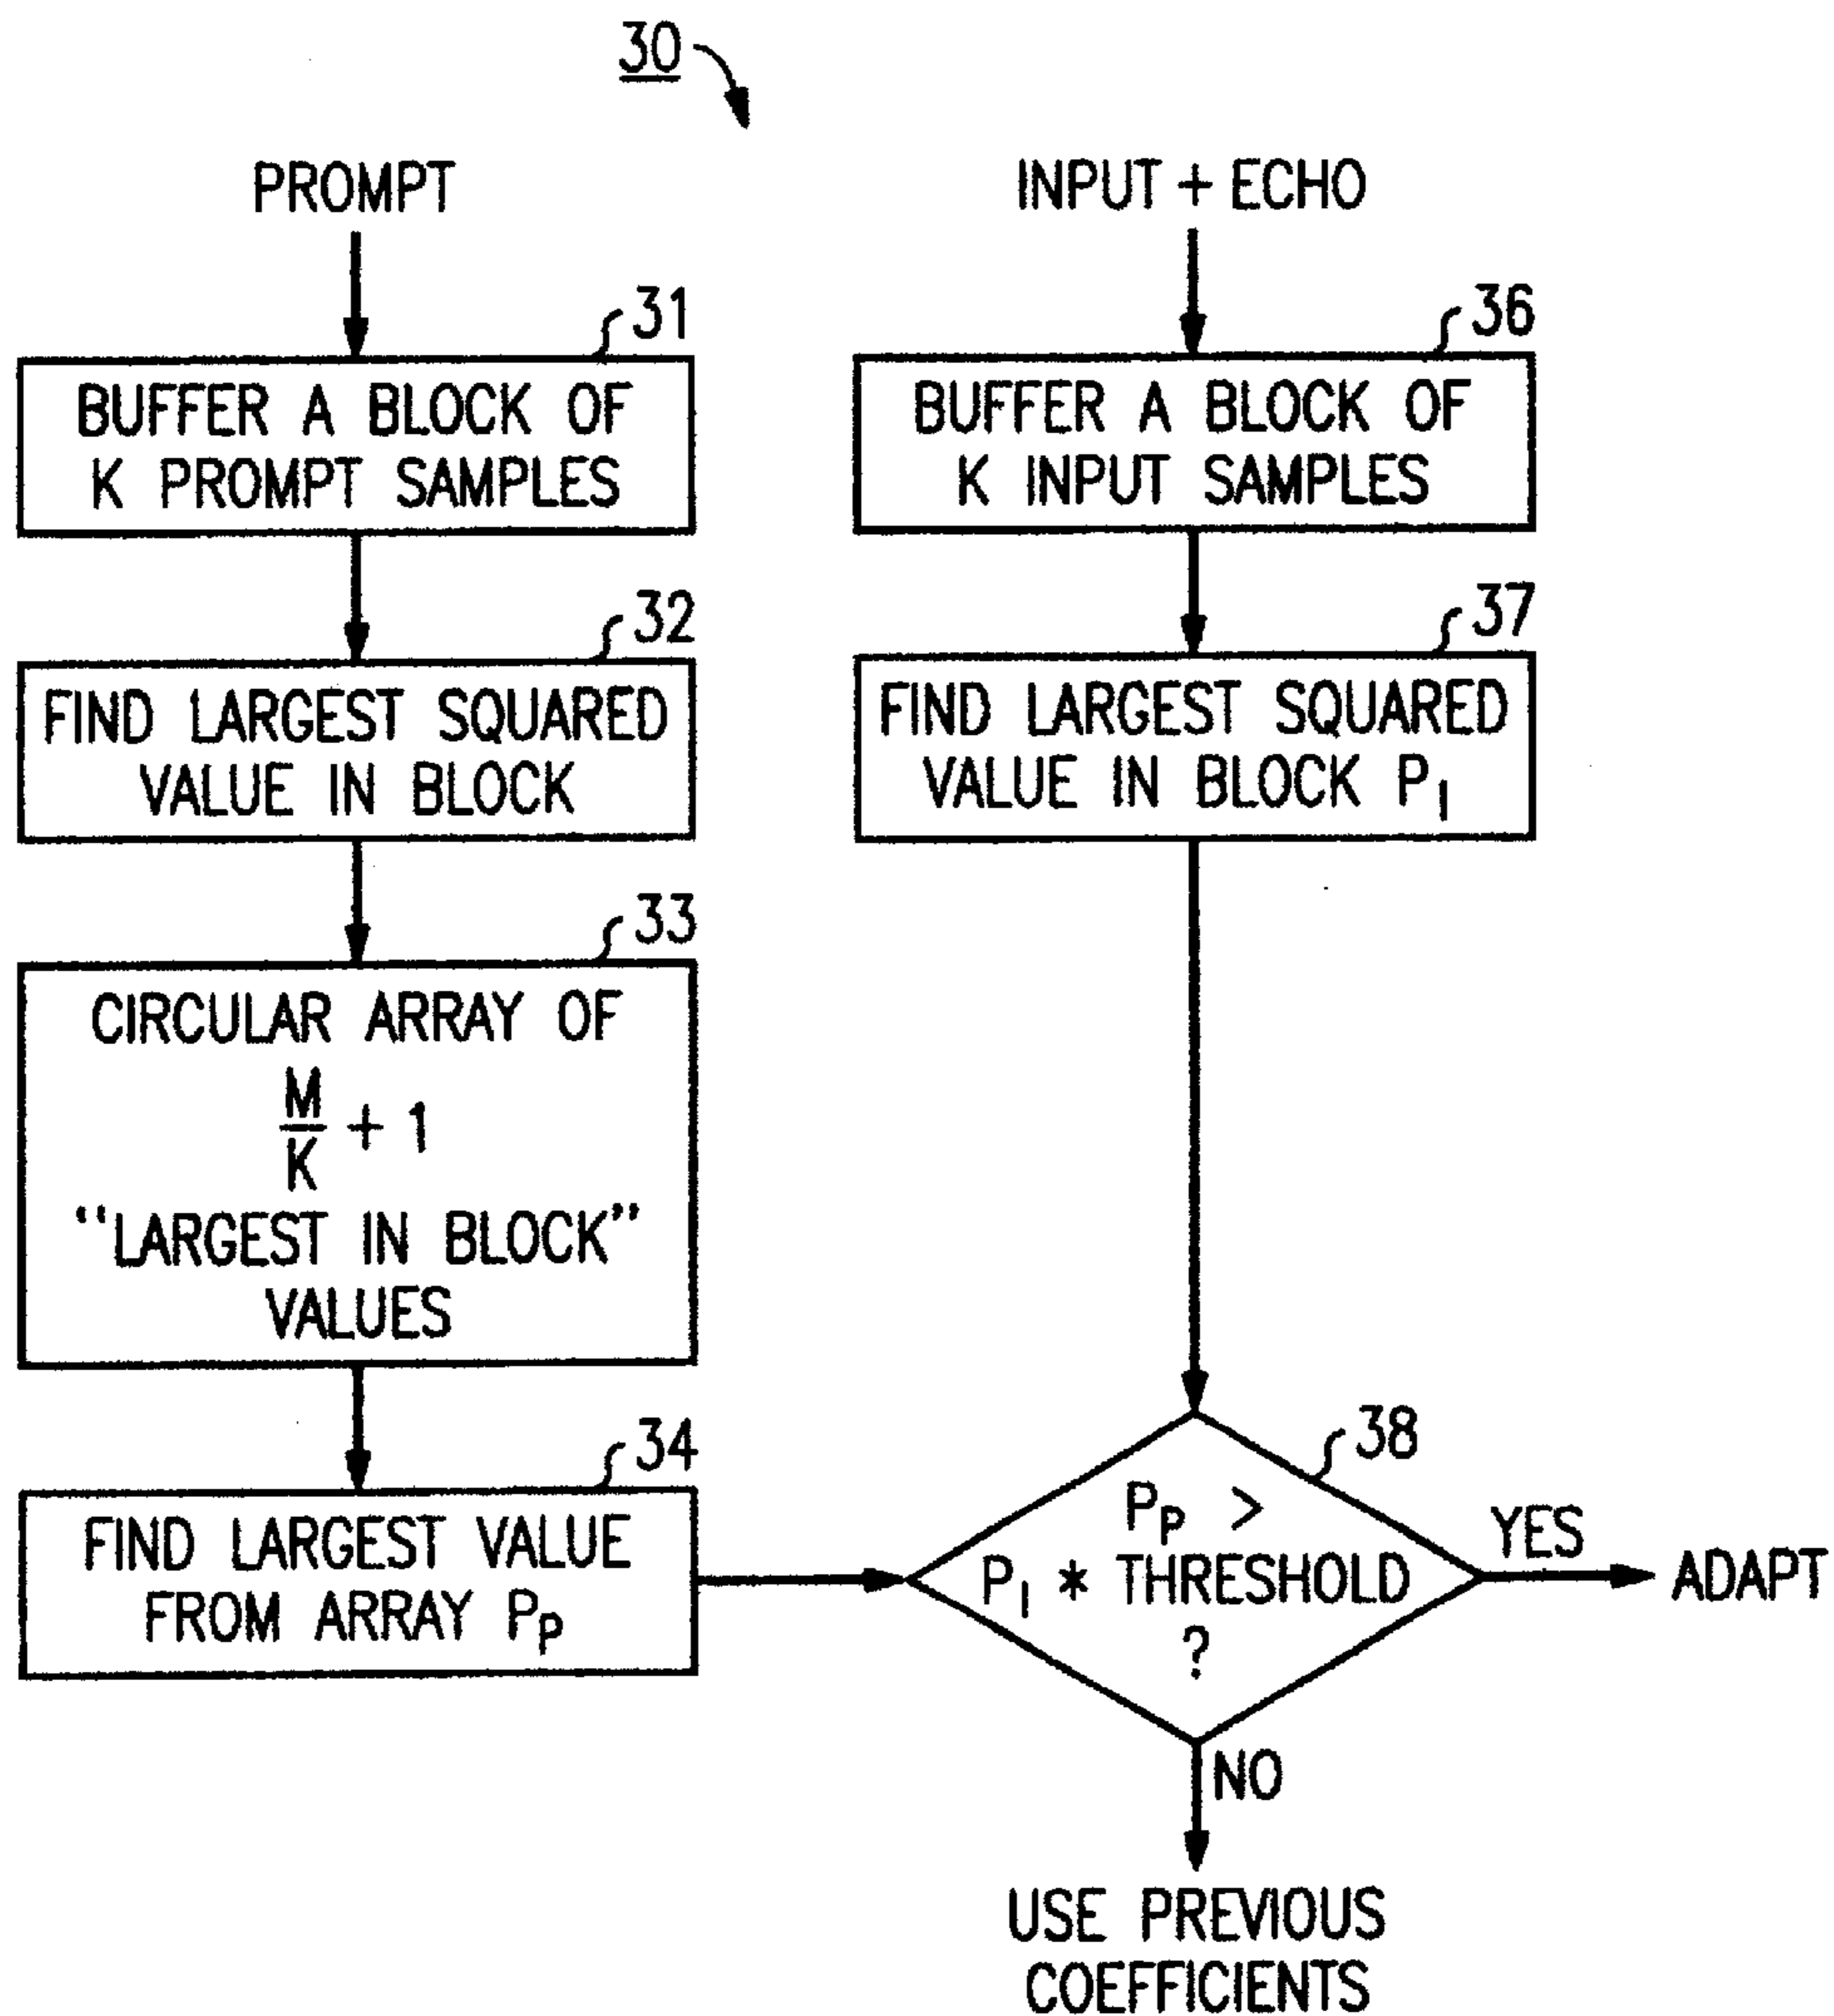 30
PROMPT
31
BUFFER A BLOCK OF
K PROMPT SAMPLES
32
FIND LARGEST SQUARED
VALUE IN BLOCK
33
CIRCULAR ARRAY OF
M
K + 1
"LARGEST IN BLOCK"
VALUES
34
FIND LARGEST VALUE
FROM ARRAY PP
INPUT + ECHO
36
BUFFER A BLOCK OF
K INPUT SAMPLES
37
FIND LARGEST SQUARED
VALUE IN BLOCK PI
38
PP >
PI * THRESHOLD
?
YES
ADAPT
NO
USE PREVIOUS
COEFFICIENTS